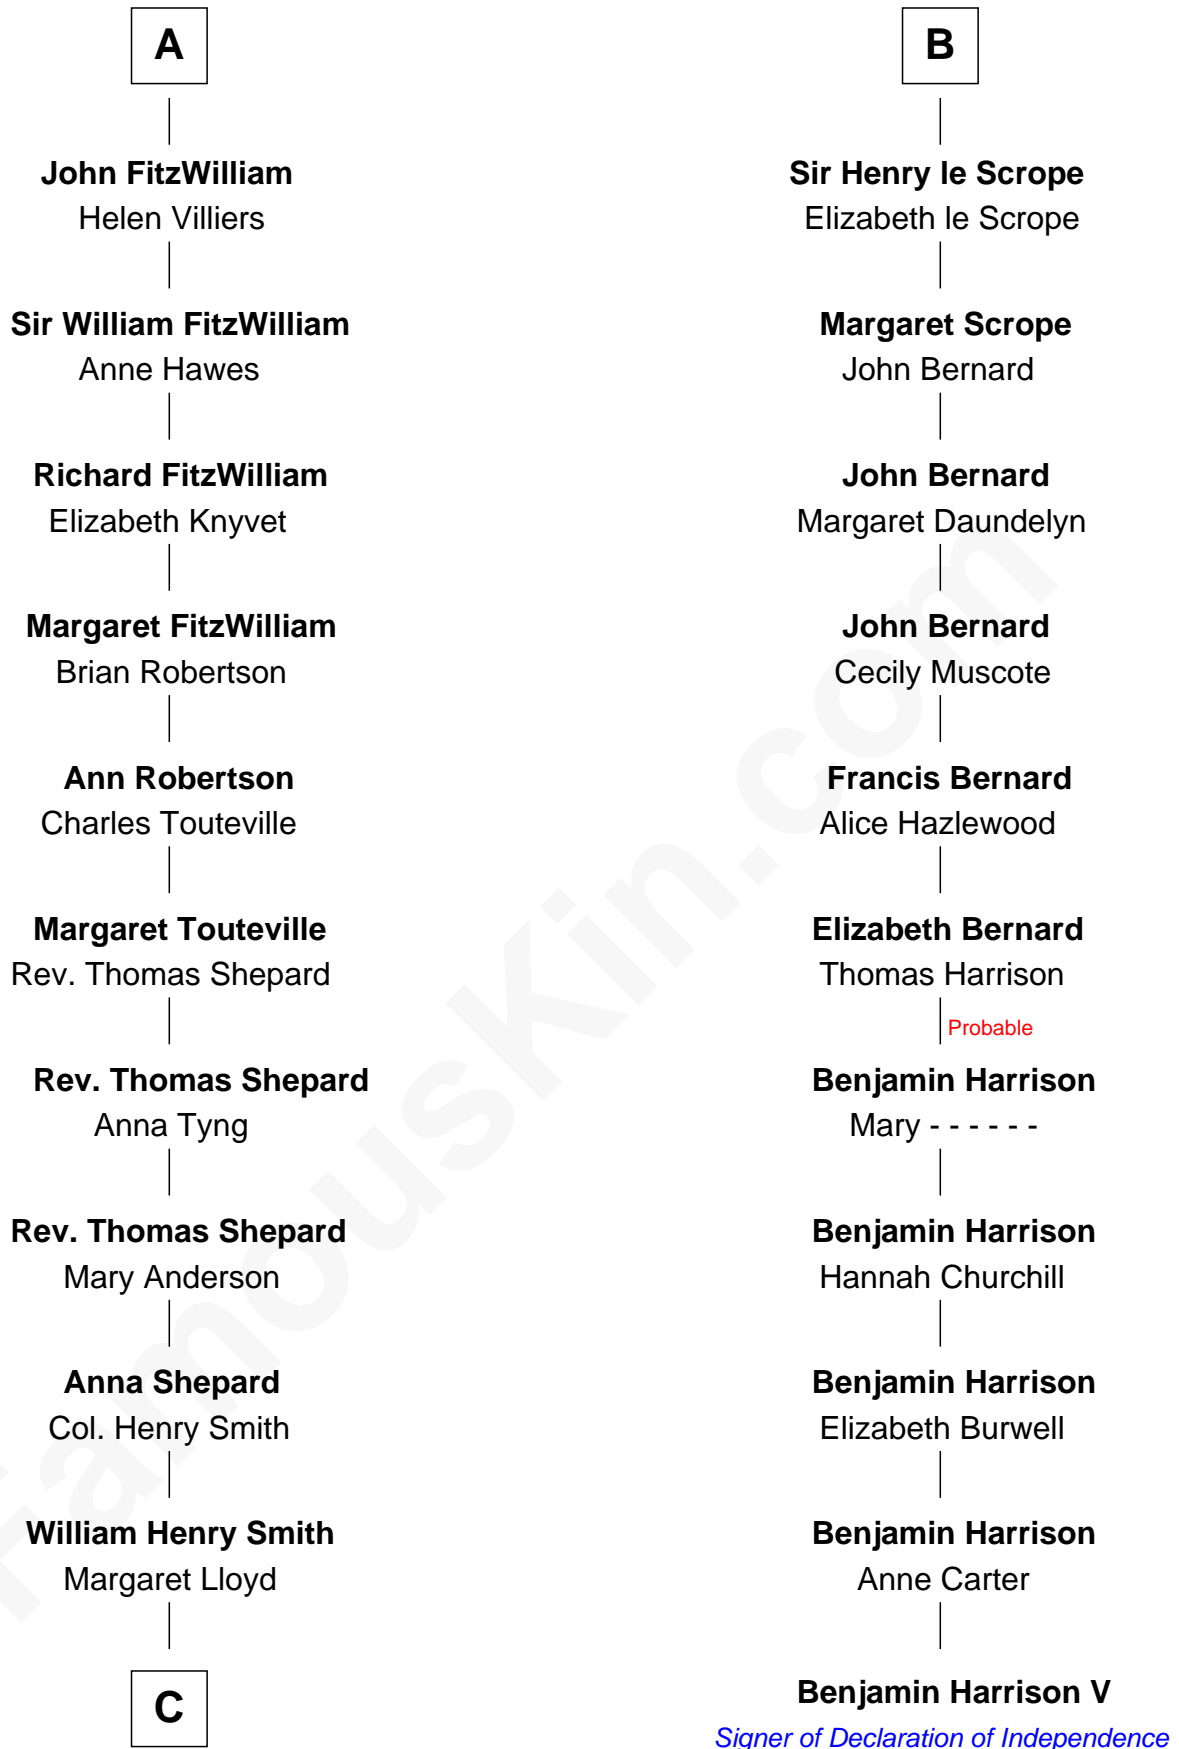 A
John FitzWilliam
Helen Villiers
Sir William FitzWilliam
Anne Hawes
Richard FitzWilliam
Elizabeth Knyvet
Margaret FitzWilliam
Brian Robertson
Ann Robertson
Charles Touteville
Margaret Touteville
Rev. Thomas Shepard
Rev. Thomas Shepard
Anna Tyng
Rev. Thomas Shepard
Mary Anderson
Anna Shepard
Col. Henry Smith
William Henry Smith
Margaret Lloyd
C
B
Sir Henry le Scrope
Elizabeth le Scrope
Margaret Scrope
John Bernard
John Bernard
Margaret Daundelyn
John Bernard
Cecily Muscote
Francis Bernard
Alice Hazlewood
Elizabeth Bernard
Thomas Harrison
Probable
Benjamin Harrison
Mary - - - - - -
Benjamin Harrison
Hannah Churchill
Benjamin Harrison
Elizabeth Burwell
Benjamin Harrison
Anne Carter
Benjamin Harrison V
Signer of Declaration of Independence
FamousKin.com